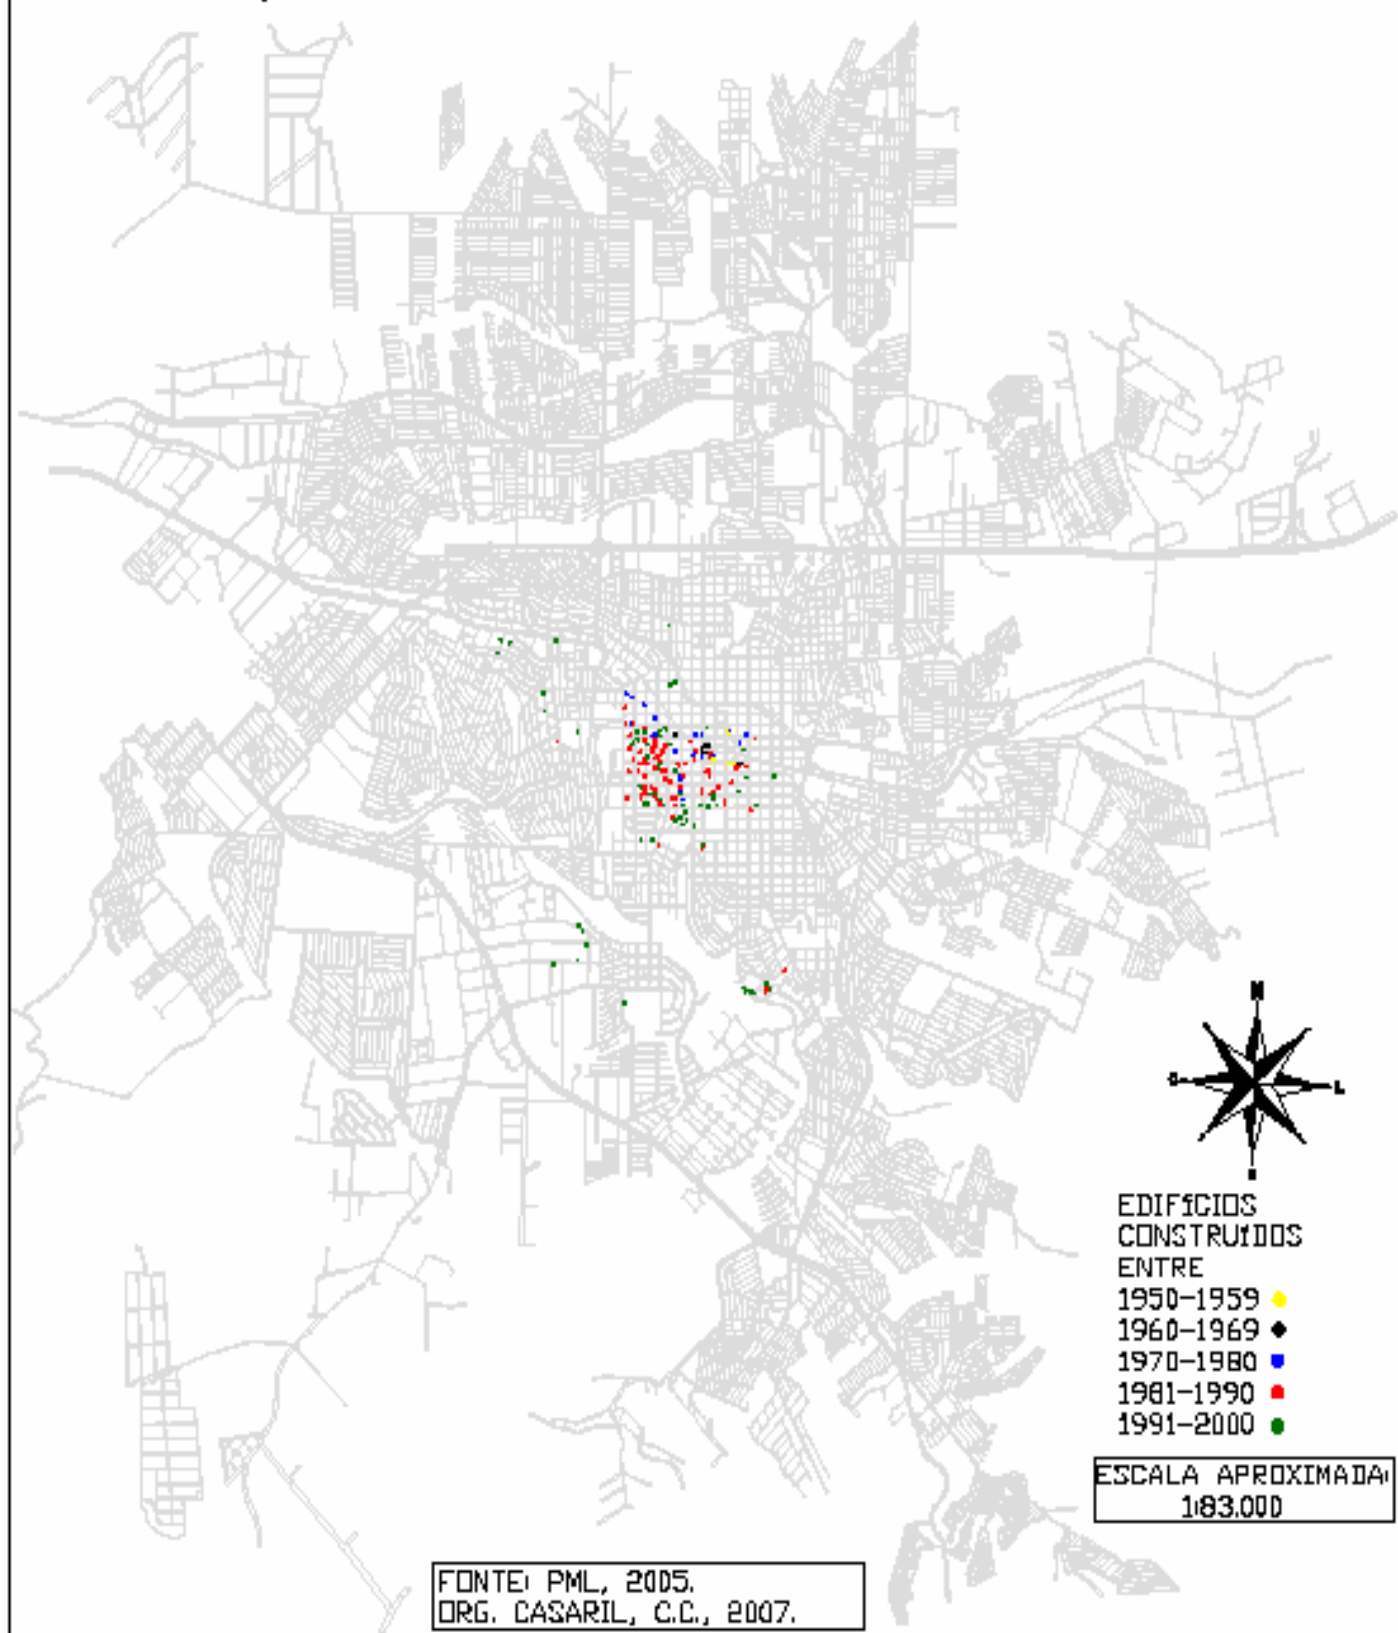 N
O
L
S
EDIFíCIOS
CONSTRUíDOS
ENTRE
1950-1959
1960-1969
1970-1980
1981-1990
1991-2000
ESCALA APROXIMADA:
1:83.000
FONTE: PML, 2005.
ORG. CASARIL, C.C., 2007.